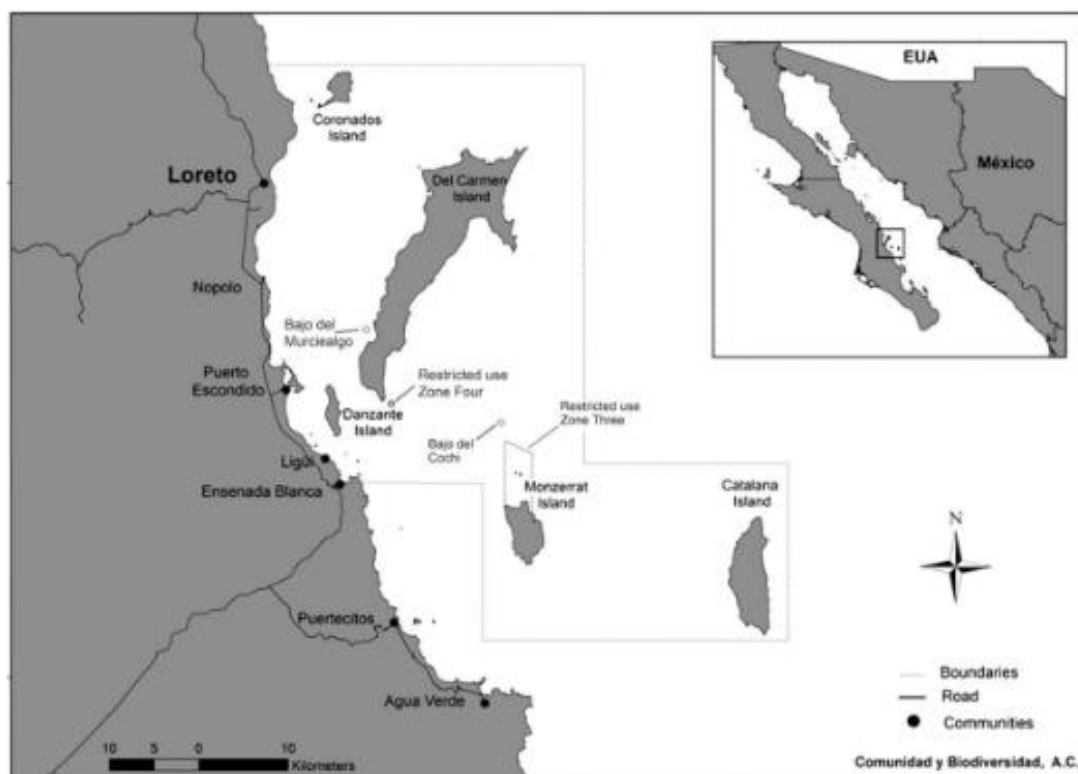 EUA
México
Coronados
Island
Loreto
Del Carmen
Island
Nopolo
Bajo del
Murciealgo
Puerto
Escondido
Restricted use
Zone Four
Danzante
Island
Restricted use
Zone Three
Bajo del
Cochi
Ligüi
Ensenada Blanca
Monzerrat
Island
Catalana
Island
N
Puertecitos
Agua Verde
Boundaries
Road
Communities
10 5 0 10
Kilometers
Comunidad y Biodiversidad, A.C.